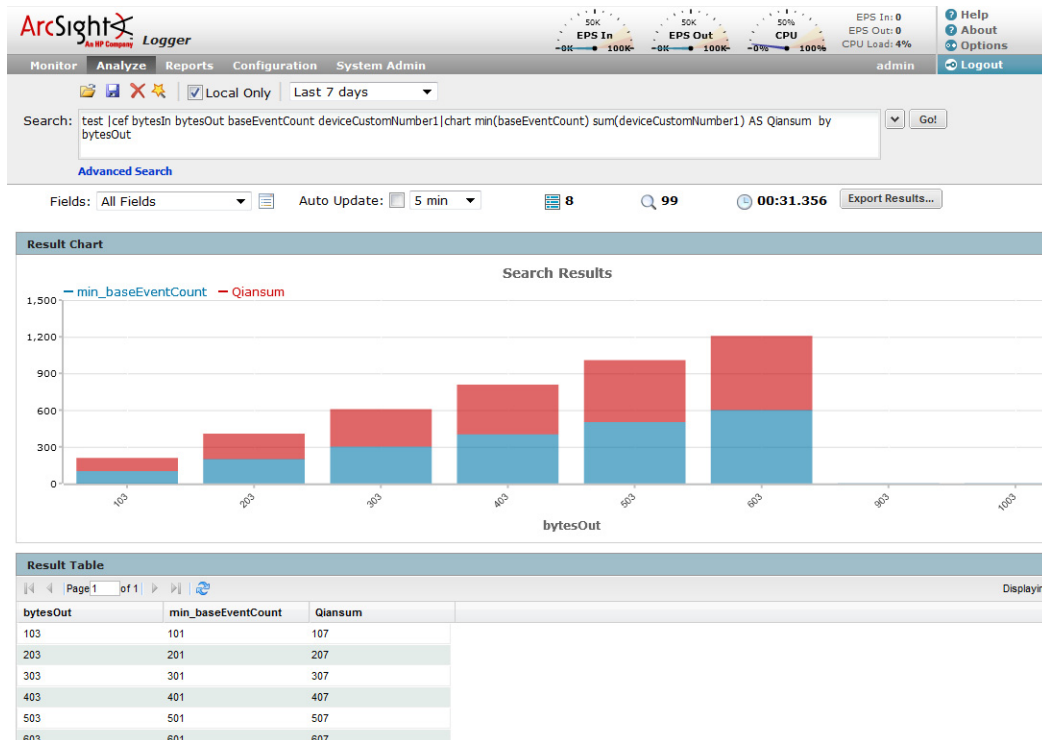 ArcSight
An HP Company
Logger
50K
EPS In
0K 100K
50K
EPS Out
0K 100K
50%
CPU
0% 100%
EPS In: 0
EPS Out: 0
CPU Load: 4%
Help
About
Options
Monitor Analyze Reports Configuration System Admin admin Logout
Local Only Last 7 days
Search: test |cef bytesIn bytesOut baseEventCount deviceCustomNumber1|chart min(baseEventCount) sum(deviceCustomNumber1) AS Qiansum by
bytesOut
Go!
Advanced Search
Fields: All Fields Auto Update: 5 min 8 99 00:31.356 Export Results...
Result Chart
Search Results
min_baseEventCount Qiansum
1,500
1,200
900
600
300
0
103 203 303 403 503 603 903 1003
bytesOut
Result Table
Page 1 of 1 Displayin
bytesOut min_baseEventCount Qiansum
103 101 107
203 201 207
303 301 307
403 401 407
503 501 507
603 601 607